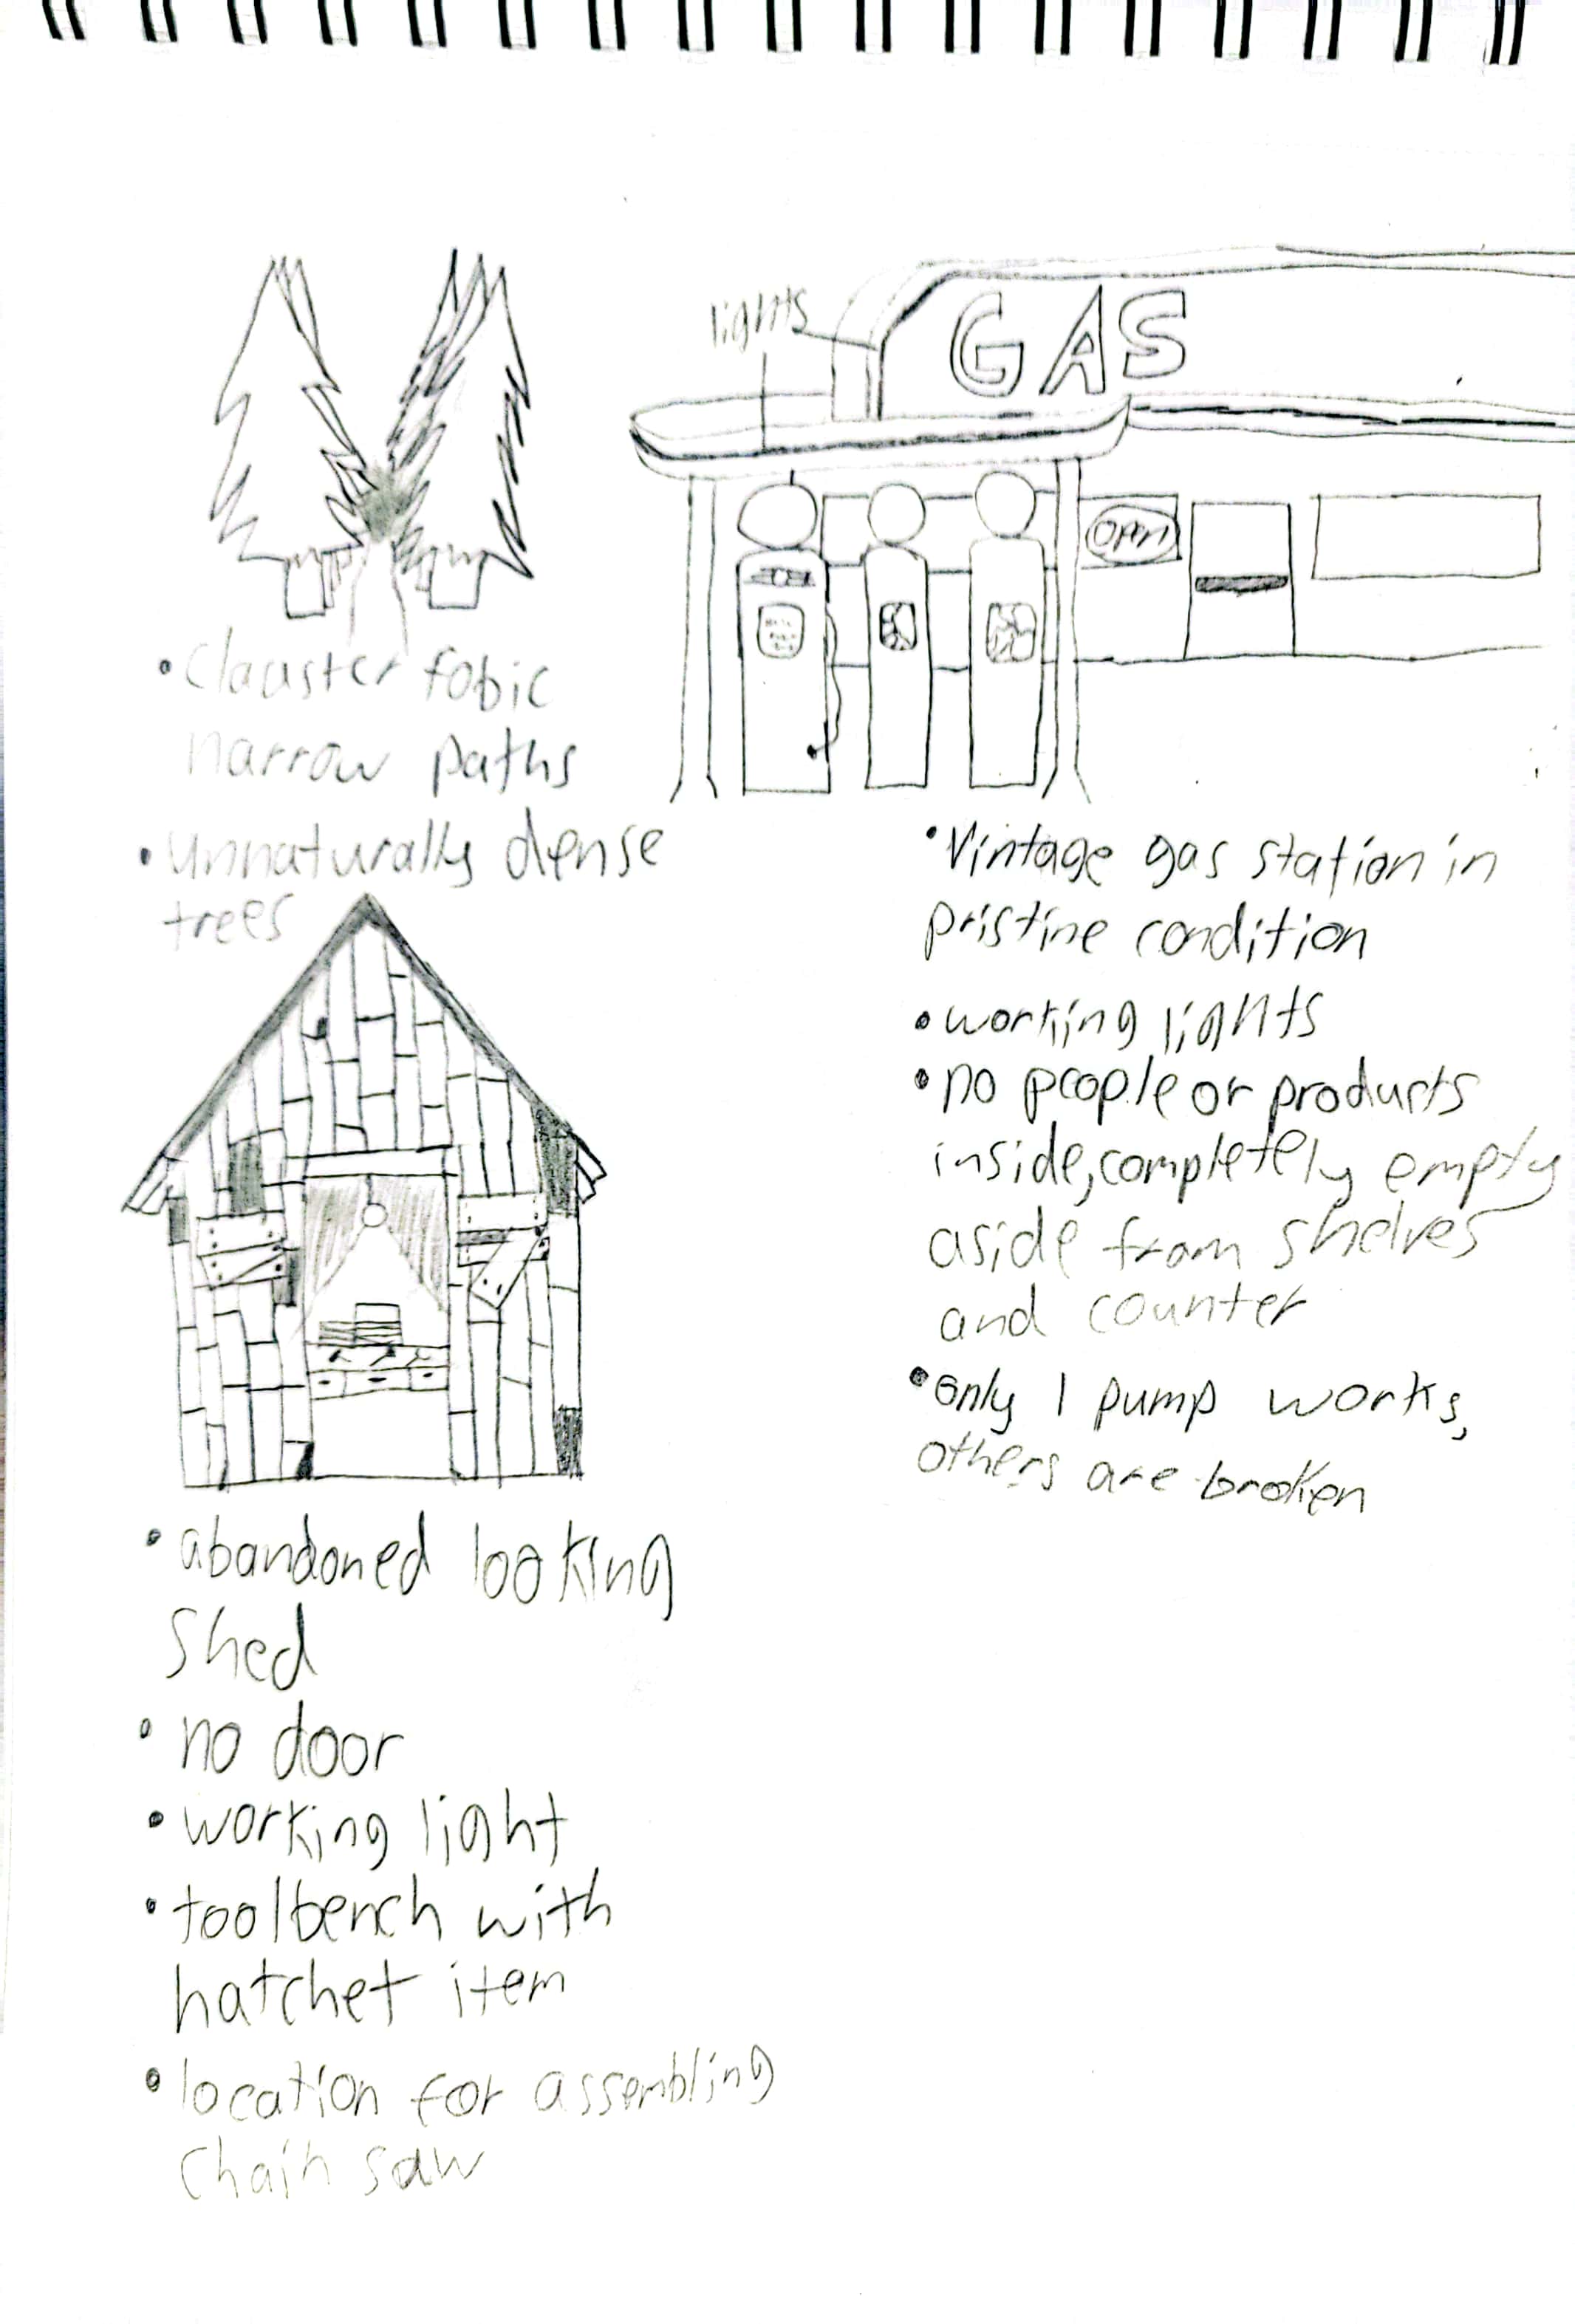 • Clauster fobic
narrow paths
• Unnaturally dense
trees
lights
GAS
OPEN
• Vintage gas station in
pristine condition
• working lights
• no people or products
inside, completely empty
aside from shelves
and counter
• only 1 pump works,
others are broken
• abandoned looking
Shed
• no door
• working light
• toolbench with
hatchet item
• location for assembling
Chain saw